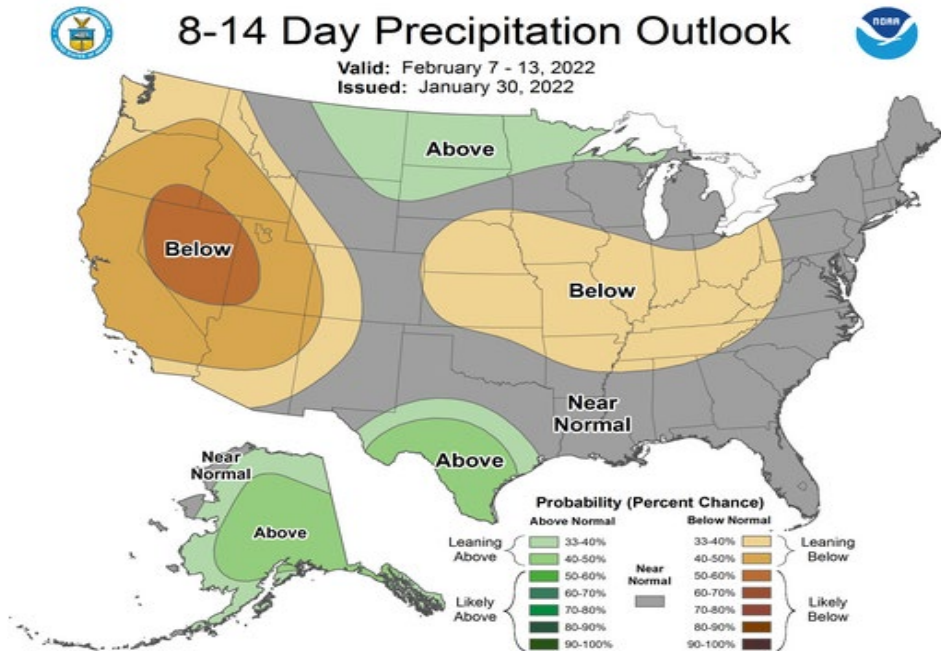 8-14 Day Precipitation Outlook
NOAA
Valid: February 7 - 13, 2022
Issued: January 30, 2022
Above
Below
Below
Near
Normal
Above
Near
Normal
Above
Probability (Percent Chance)
Above Normal
Below Normal
Leaning
Above
33-40%
40-50%
50-60%
60-70%
70-80%
80-90%
90-100%
Likely
Above
Near
Normal
33-40%
40-50%
50-60%
60-70%
70-80%
80-90%
90-100%
Leaning
Below
Likely
Below